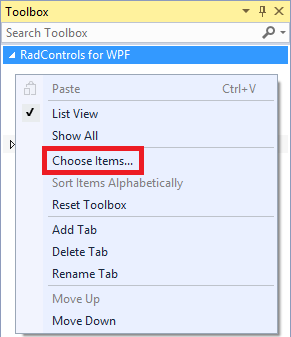 Toolbox
Search Toolbox
RadControls for WPF
Paste Ctrl+V
List View
Show All
Choose Items...
Sort Items Alphabetically
Reset Toolbox
Add Tab
Delete Tab
Rename Tab
Move Up
Move Down